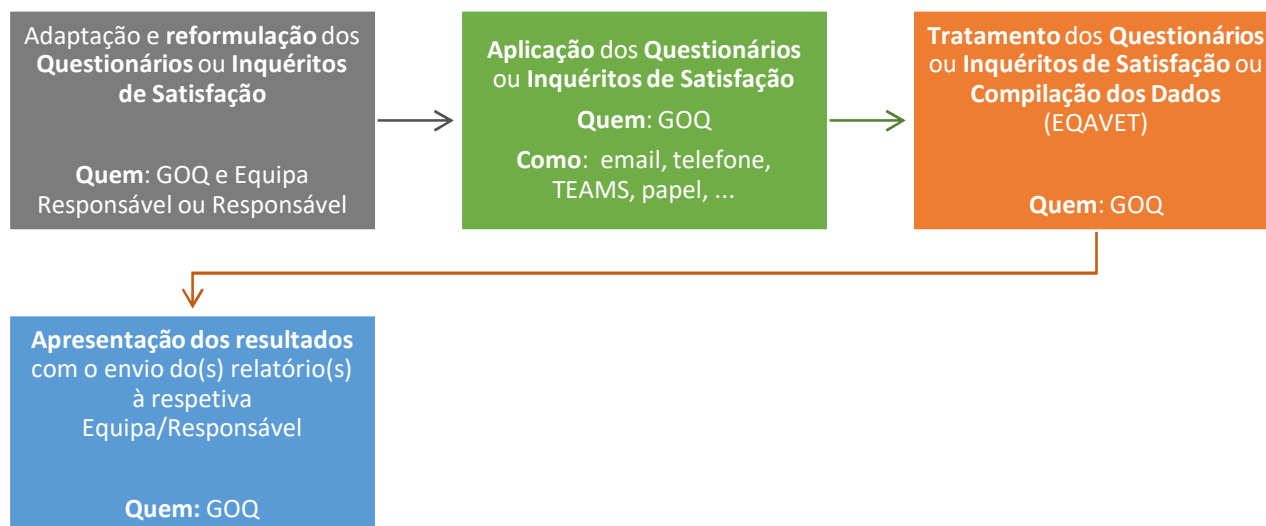 Adaptação e reformulação dos
Questionários ou Inquéritos
de Satisfação
Quem: GOQ e Equipa
Responsável ou Responsável
Aplicação dos Questionários
ou Inquéritos de Satisfação
Quem: GOQ
Como: email, telefone,
TEAMS, papel, ...
Tratamento dos Questionários
ou Inquéritos de Satisfação ou
Compilação dos Dados
(EQAVET)
Quem: GOQ
Apresentação dos resultados
com o envio do(s) relatório(s)
à respetiva
Equipa/Responsável
Quem: GOQ